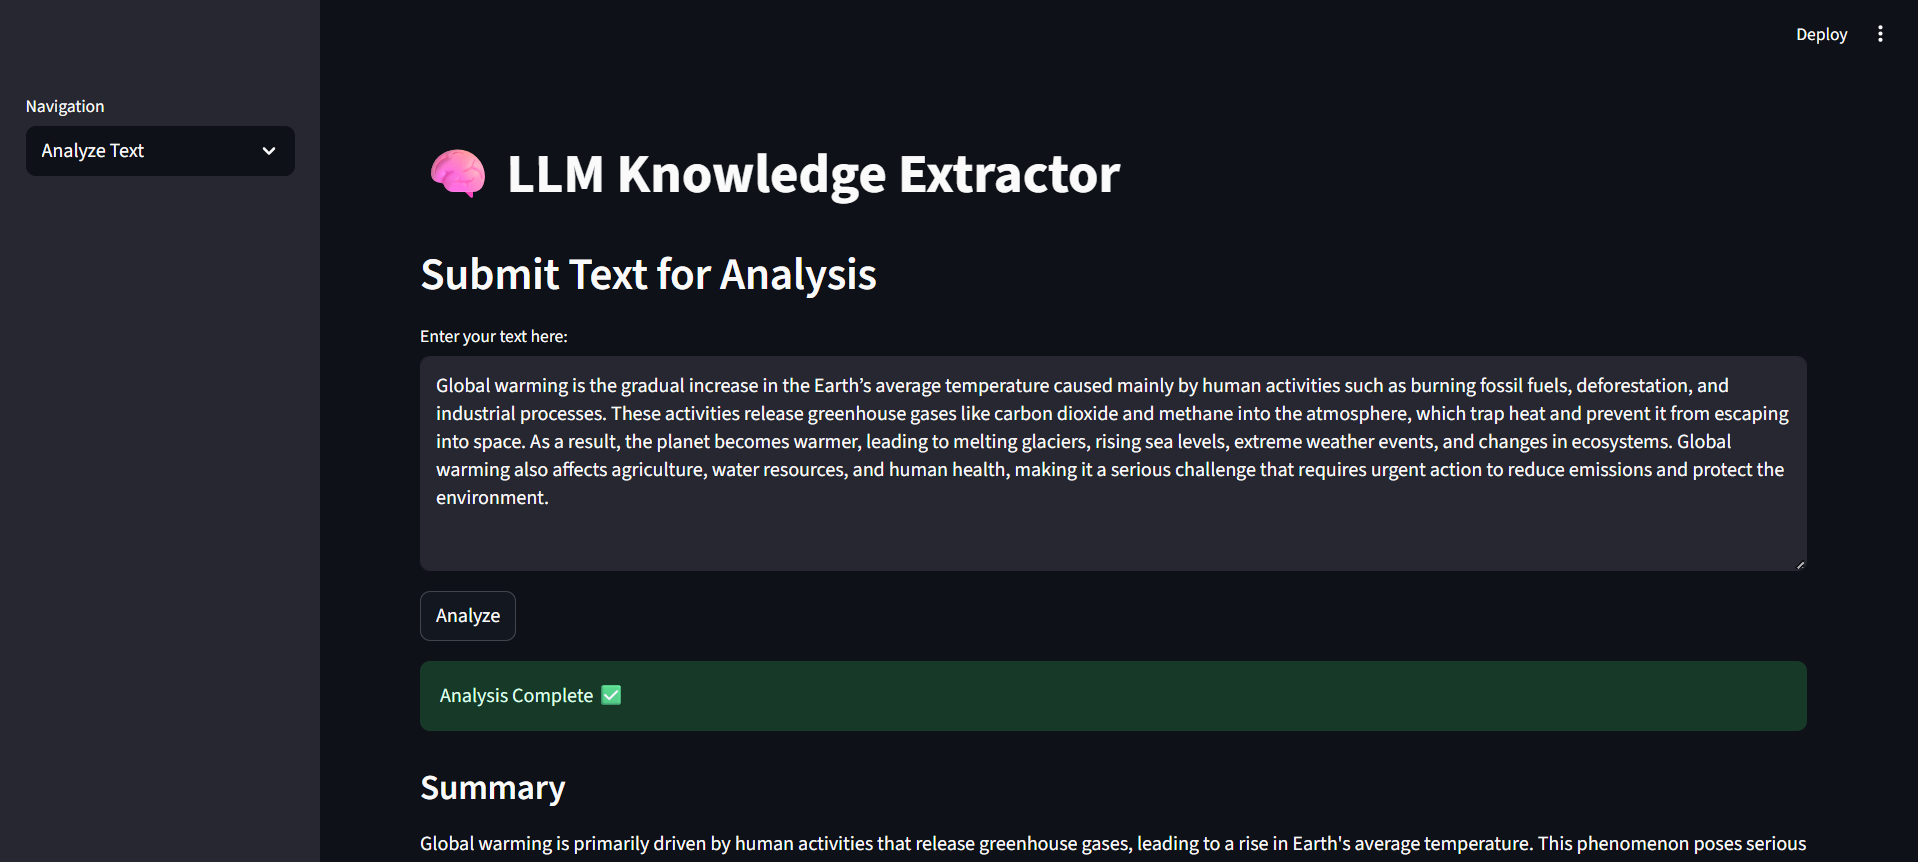 Deploy
Navigation
Analyze Text
LLM Knowledge Extractor
Submit Text for Analysis
Enter your text here:
Global warming is the gradual increase in the Earth’s average temperature caused mainly by human activities such as burning fossil fuels, deforestation, and
industrial processes. These activities release greenhouse gases like carbon dioxide and methane into the atmosphere, which trap heat and prevent it from escaping
into space. As a result, the planet becomes warmer, leading to melting glaciers, rising sea levels, extreme weather events, and changes in ecosystems. Global
warming also affects agriculture, water resources, and human health, making it a serious challenge that requires urgent action to reduce emissions and protect the
environment.
Analyze
Analysis Complete ✅
Summary
Global warming is primarily driven by human activities that release greenhouse gases, leading to a rise in Earth's average temperature. This phenomenon poses serious